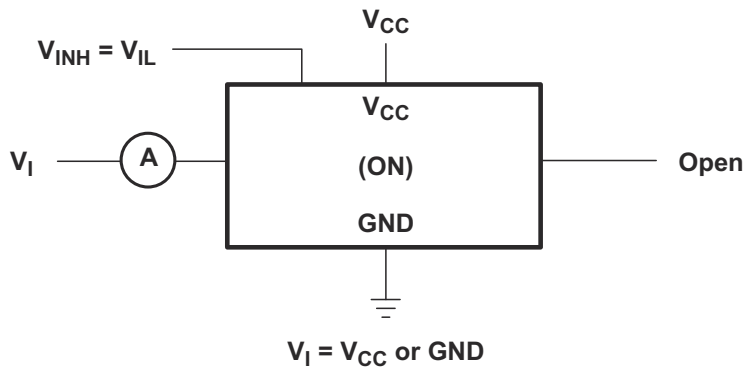 V_CC
V_INH = V_IL
V_CC
V_I
A
(ON)
Open
GND
V_I = V_CC or GND